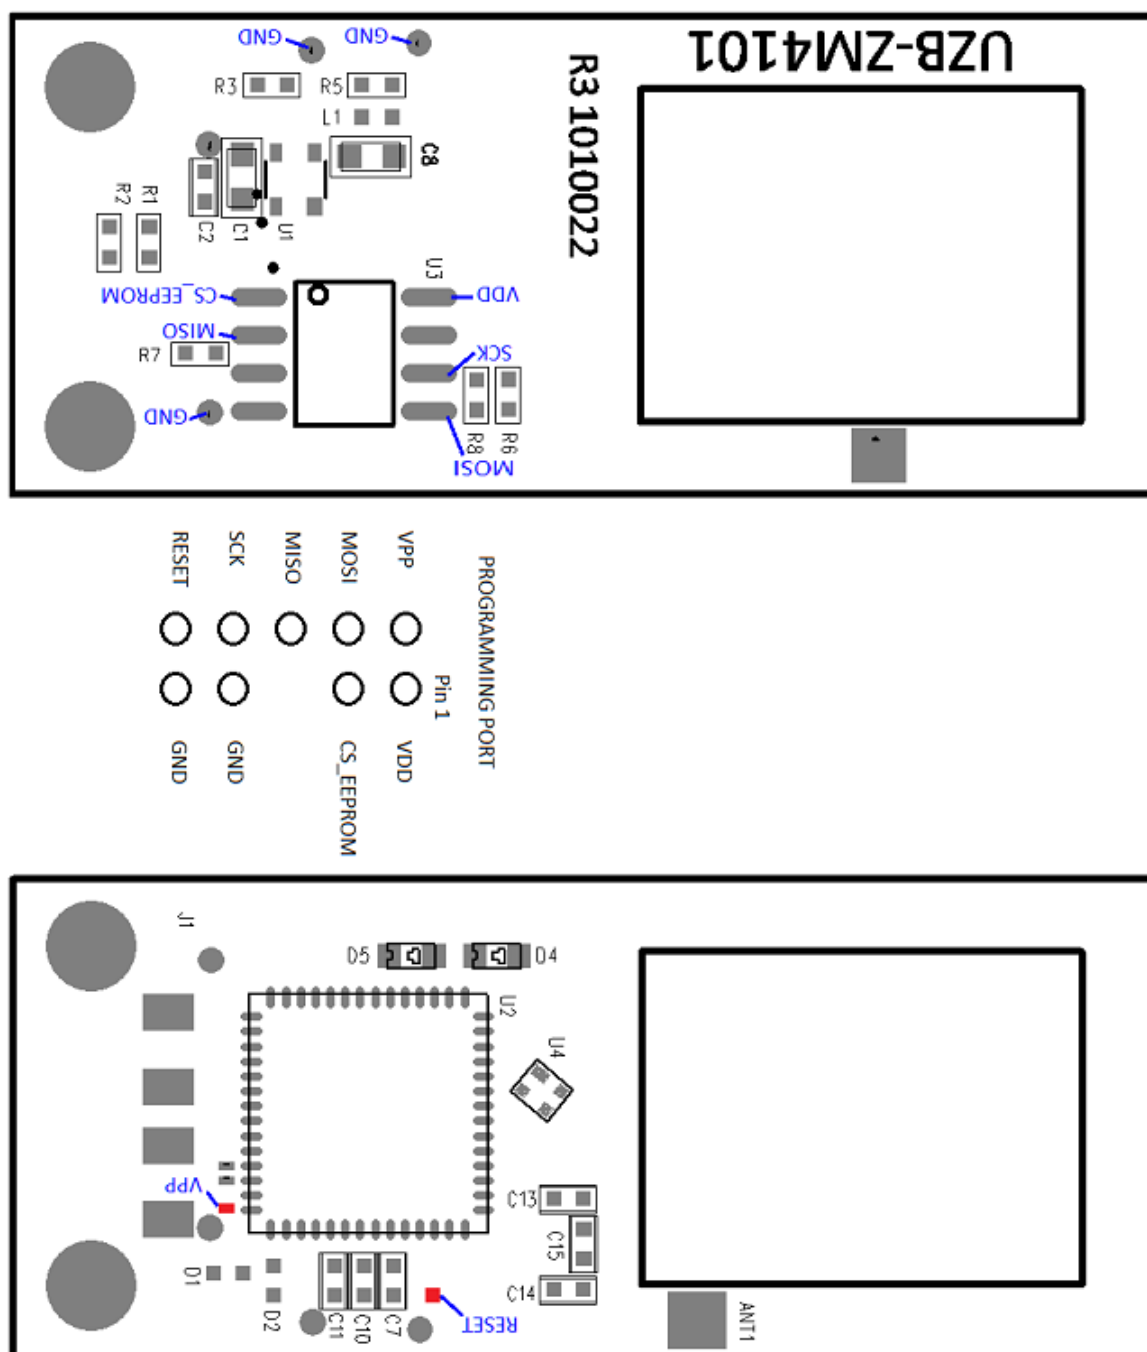 GND
GND
UZB-ZM4101
R3 1010022
R3
R5
L1
C8
R2
R1
C2
C1
U1
U3
CS_EEPROM
VDD
MISO
R7
SCK
GND
R8
R6
MOSI
RESET
SCK
MISO
MOSI
VPP
PROGRAMMING PORT
Pin 1
GND
GND
CS_EEPROM
VDD
J1
D5
D4
U2
U4
VPP
C13
C15
D1
C14
D2
C11
C10
C7
RESET
ANT1